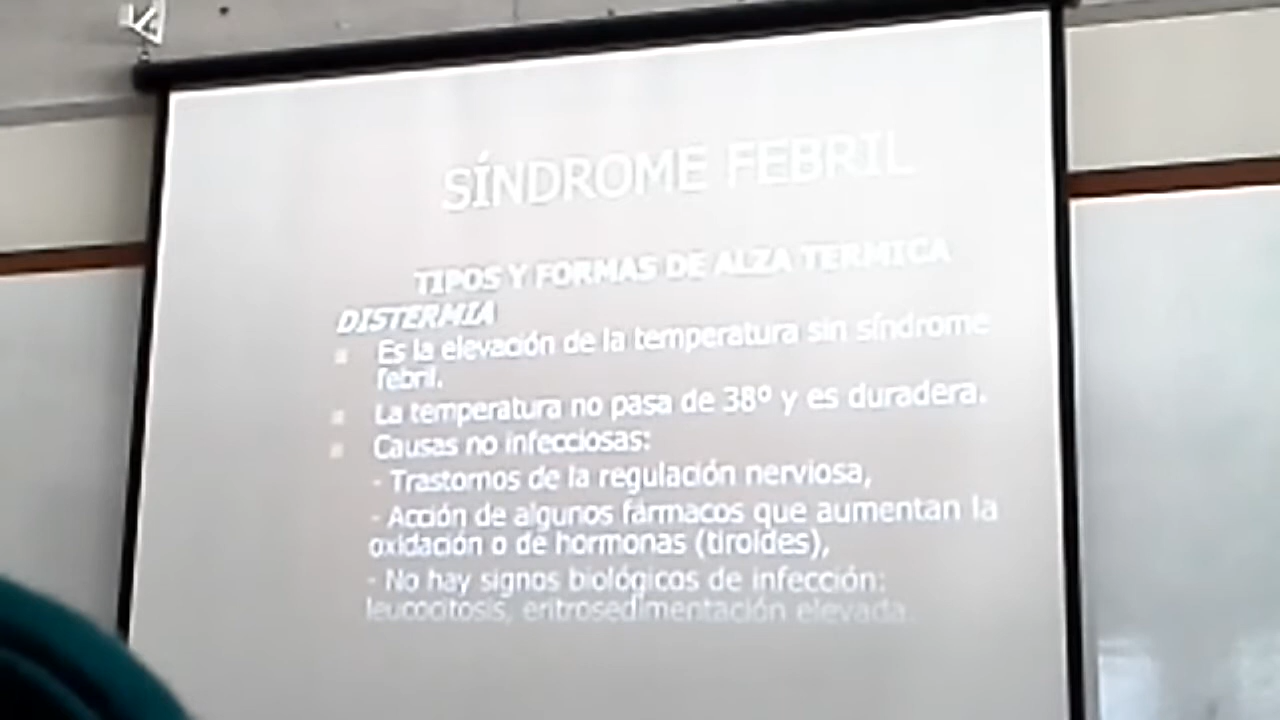 SÍNDROME FEBRIL
TIPOS Y FORMAS DE ALZA TERMICA
DISTERMIA
Es la elevación de la temperatura sin síndrome
febril.
La temperatura no pasa de 38º y es duradera.
Causas no infecciosas:
- Trastornos de la regulación nerviosa,
- Acción de algunos fármacos que aumentan la
oxidación o de hormonas (tiroides),
- No hay signos biológicos de infección:
leucocitosis, eritrosedimentación elevada.